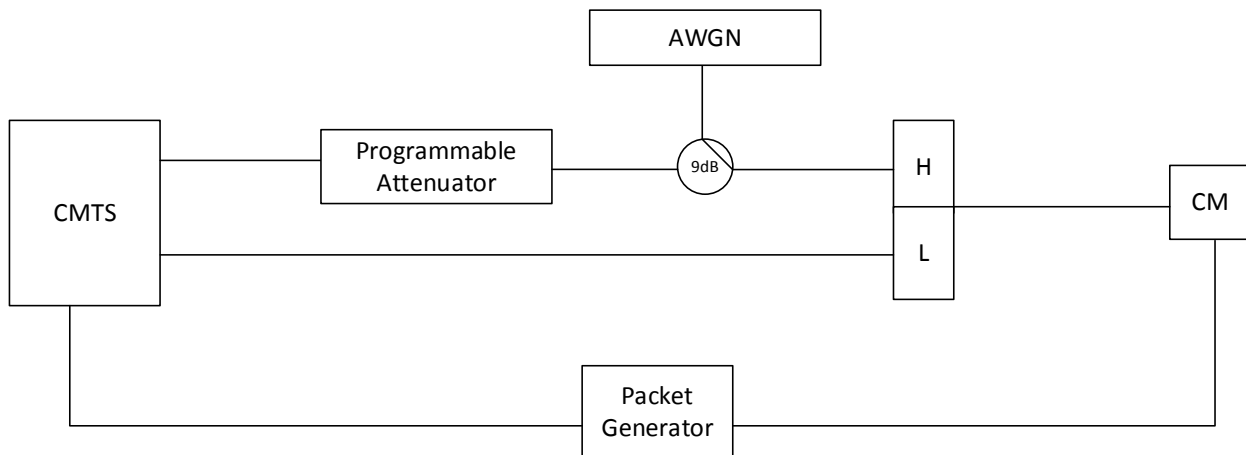 AWGN
Programmable
Attenuator
9dB
H
CMTS
CM
L
Packet
Generator